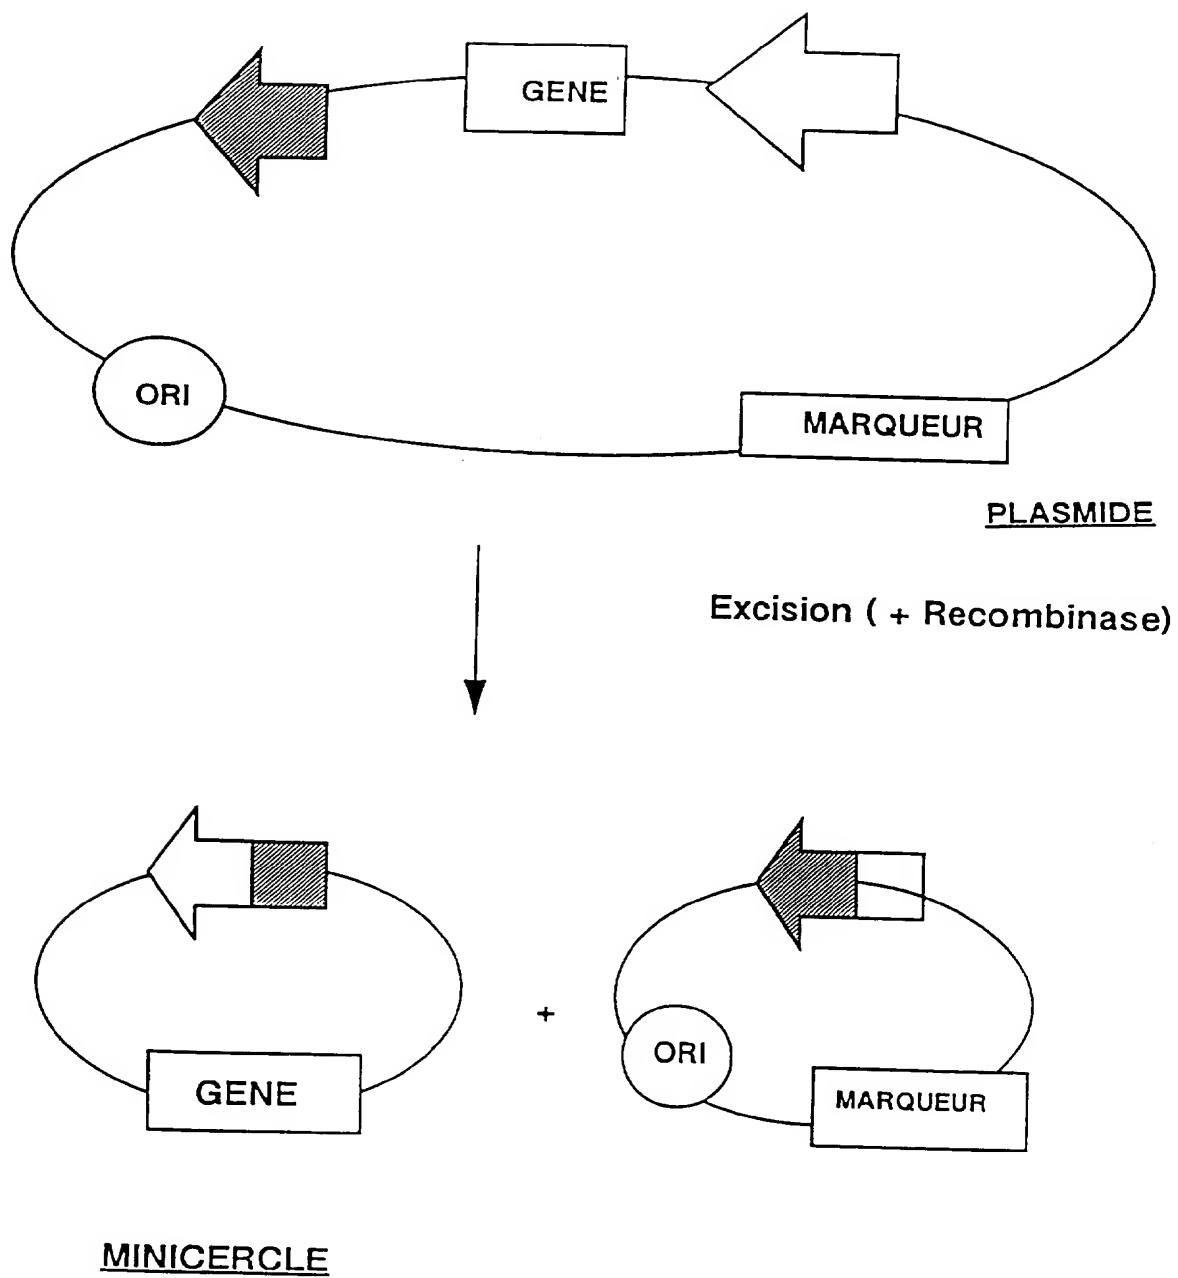 GENE
ORI
MARQUEUR
PLASMIDE
Excision ( + Recombinase)
+
ORI
GENE
MARQUEUR
MINICERCLE